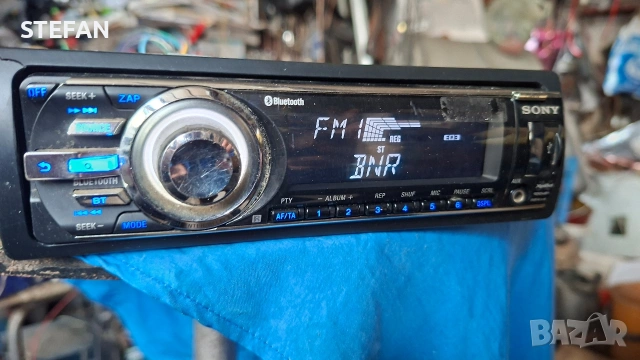 STEFAN
OFF
SEEK +
ZAP
Bluetooth
SONY
FM1
REG
ST
EQ3
BNR
BLUETOOTH
BT
SEEK -
MODE
PTY
- ALBUM +
REP
SHUF
MIC
PAUSE
SCRL
AF/TA
1
2
3
4
5
6
DSPL
BAZAR